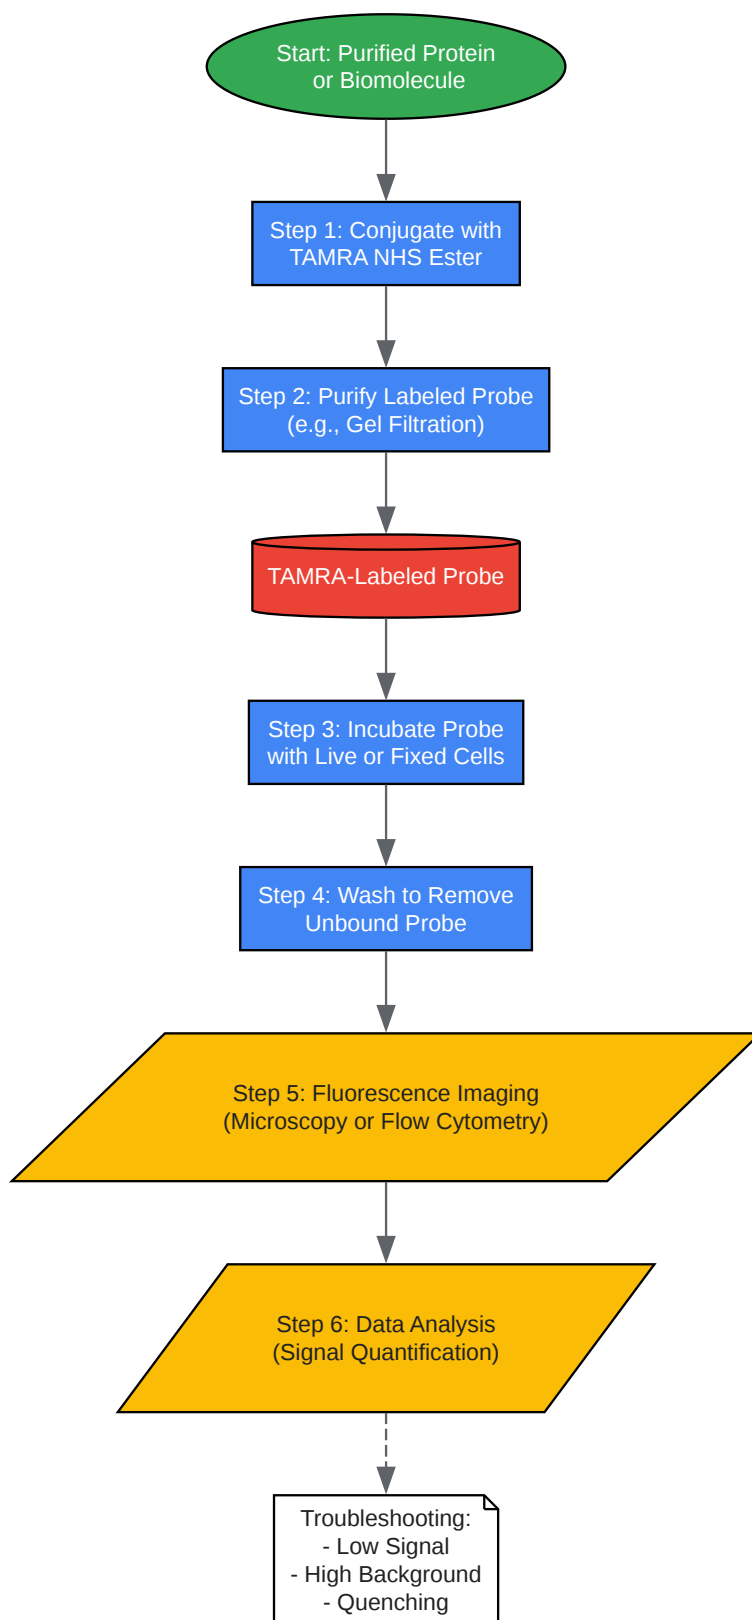 Start: Purified Protein
or Biomolecule
Step 1: Conjugate with
TAMRA NHS Ester
Step 2: Purify Labeled Probe
(e.g., Gel Filtration)
TAMRA-Labeled Probe
Step 3: Incubate Probe
with Live or Fixed Cells
Step 4: Wash to Remove
Unbound Probe
Step 5: Fluorescence Imaging
(Microscopy or Flow Cytometry)
Step 6: Data Analysis
(Signal Quantification)
Troubleshooting:
- Low Signal
- High Background
- Quenching